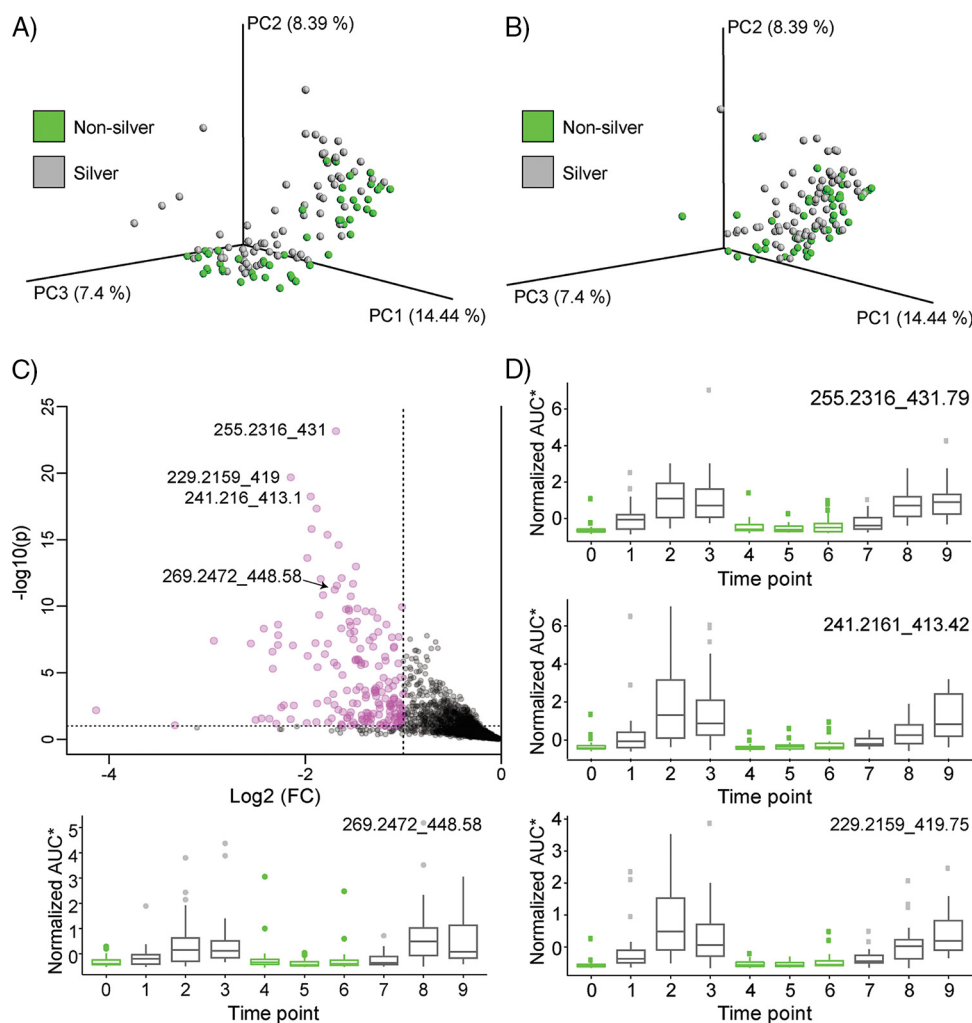 A)
PC2 (8.39 %)
Non-silver
Silver
PC3 (7.4 %)
PC1 (14.44 %)
B)
PC2 (8.39 %)
Non-silver
Silver
PC3 (7.4 %)
PC1 (14.44 %)
C)
-log10(p)
25
20
15
10
5
0
255.2316_431
229.2159_419
241.216_413.1
269.2472_448.58
-4 -2 0
Log2 (FC)
269.2472_448.58
Normalized AUC*
5
4
3
2
1
0
0 1 2 3 4 5 6 7 8 9
Time point
D)
255.2316_431.79
Normalized AUC*
6
4
2
0
0 1 2 3 4 5 6 7 8 9
Time point
241.2161_413.42
Normalized AUC*
6
4
2
0
0 1 2 3 4 5 6 7 8 9
Time point
229.2159_419.75
Normalized AUC*
4
3
2
1
0
0 1 2 3 4 5 6 7 8 9
Time point